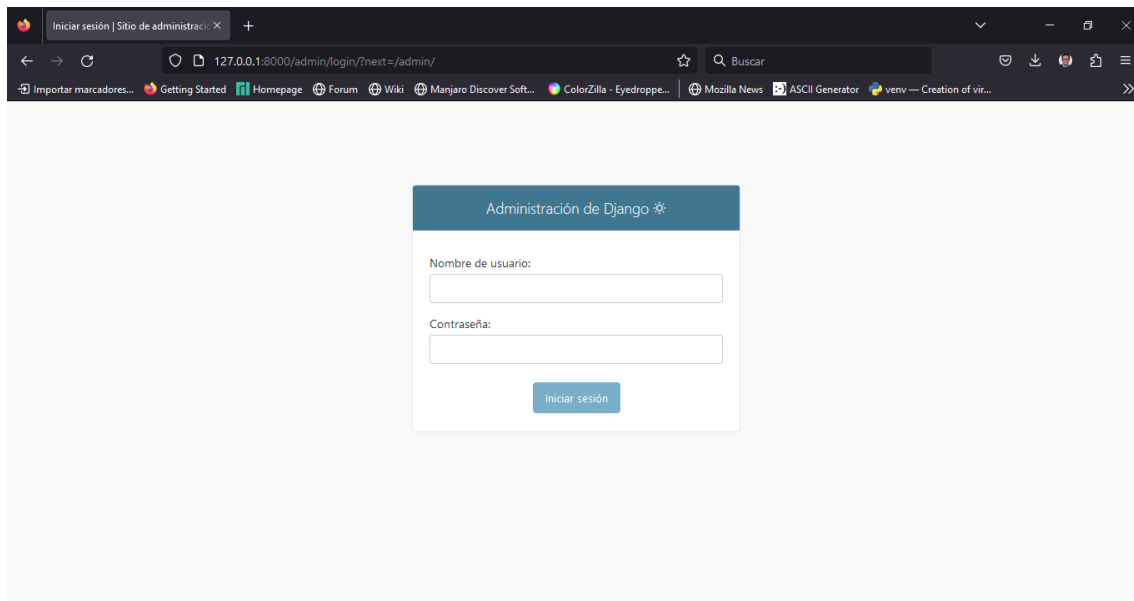 Iniciar sesión | Sitio de administració
127.0.0.1:8000/admin/login/?next=/admin/
Buscar
Importar marcadores... Getting Started Homepage Forum Wiki Manjaro Discover Soft... ColorZilla - Eyedroppe... Mozilla News ASCII Generator venv — Creation of vir...
Administración de Django
Nombre de usuario:
Contraseña:
Iniciar sesión